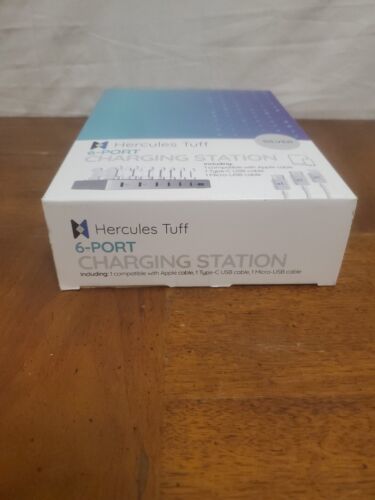 Hercules Tuff
6-PORT
CHARGING STATION
SILVER
including:
1 compatible with Apple cable
1 Type-C USB cable
1 Micro-USB cable
Hercules Tuff
6-PORT
CHARGING STATION
including: 1 compatible with Apple cable, 1 Type-C USB cable, 1 Micro-USB cable